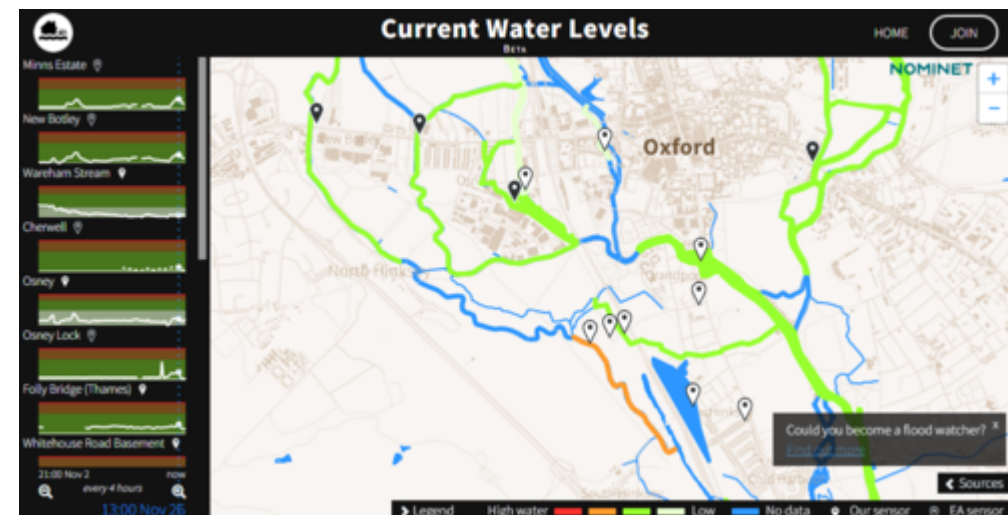 Current Water Levels
BETA
HOME
JOIN
Minns Estate
New Botley
Wareham Stream
Cherwell
Osney
Osney Lock
Folly Bridge (Thames)
Whitehouse Road Basement
21:00 Nov 2
now
every 4 hours
13:00 Nov 26
NOMINET
+
−
Oxford
North Hinksey
Could you become a flood watcher?
x
Find out more
Sources
Legend
High water
Low
No data
Our sensor
EA sensor